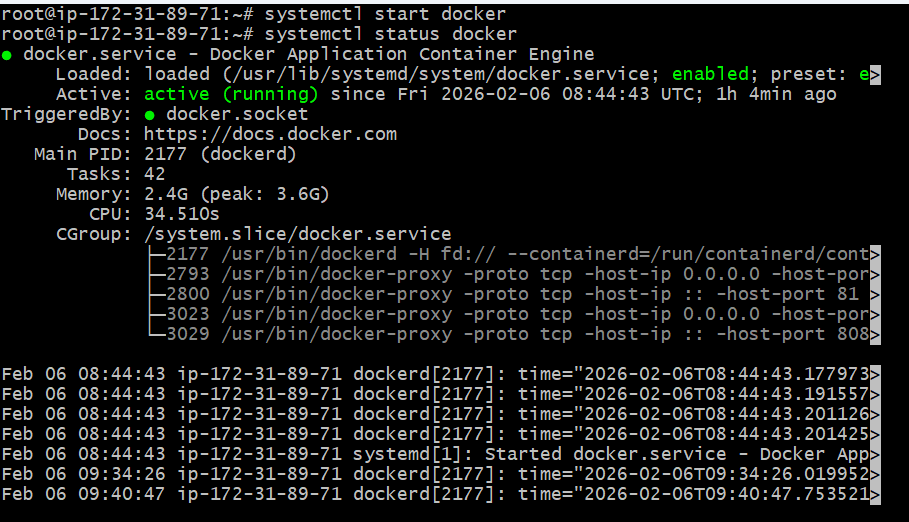 root@ip-172-31-89-71:~# systemctl start docker
root@ip-172-31-89-71:~# systemctl status docker
● docker.service - Docker Application Container Engine
     Loaded: loaded (/usr/lib/systemd/system/docker.service; enabled; preset: e>
     Active: active (running) since Fri 2026-02-06 08:44:43 UTC; 1h 4min ago
TriggeredBy: ● docker.socket
       Docs: https://docs.docker.com
   Main PID: 2177 (dockerd)
      Tasks: 42
     Memory: 2.4G (peak: 3.6G)
        CPU: 34.510s
     CGroup: /system.slice/docker.service
             ├─2177 /usr/bin/dockerd -H fd:// --containerd=/run/containerd/cont>
             ├─2793 /usr/bin/docker-proxy -proto tcp -host-ip 0.0.0.0 -host-por>
             ├─2800 /usr/bin/docker-proxy -proto tcp -host-ip :: -host-port 81 >
             ├─3023 /usr/bin/docker-proxy -proto tcp -host-ip 0.0.0.0 -host-por>
             └─3029 /usr/bin/docker-proxy -proto tcp -host-ip :: -host-port 808>
Feb 06 08:44:43 ip-172-31-89-71 dockerd[2177]: time="2026-02-06T08:44:43.177973>
Feb 06 08:44:43 ip-172-31-89-71 dockerd[2177]: time="2026-02-06T08:44:43.191557>
Feb 06 08:44:43 ip-172-31-89-71 dockerd[2177]: time="2026-02-06T08:44:43.201126>
Feb 06 08:44:43 ip-172-31-89-71 dockerd[2177]: time="2026-02-06T08:44:43.201425>
Feb 06 08:44:43 ip-172-31-89-71 systemd[1]: Started docker.service - Docker App>
Feb 06 09:34:26 ip-172-31-89-71 dockerd[2177]: time="2026-02-06T09:34:26.019952>
Feb 06 09:40:47 ip-172-31-89-71 dockerd[2177]: time="2026-02-06T09:40:47.753521>